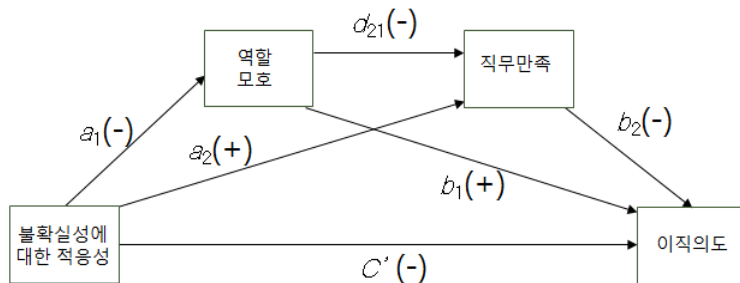 d21(-)
역할
모호
직무만족
a1(-)
a2(+)
b2(-)
b1(+)
불확실성에
대한 적응성
이직의도
C'(-)